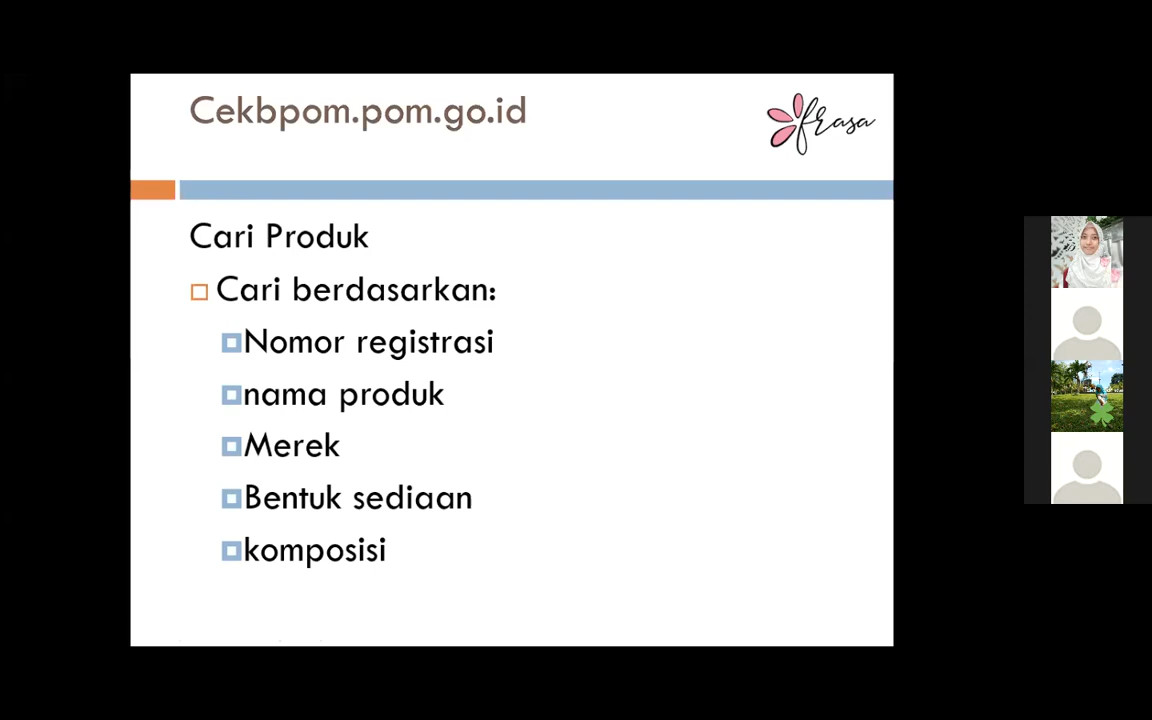 Cekbpom.pom.go.id
frasa
Cari Produk
Cari berdasarkan:
Nomor registrasi
nama produk
Merek
Bentuk sediaan
komposisi